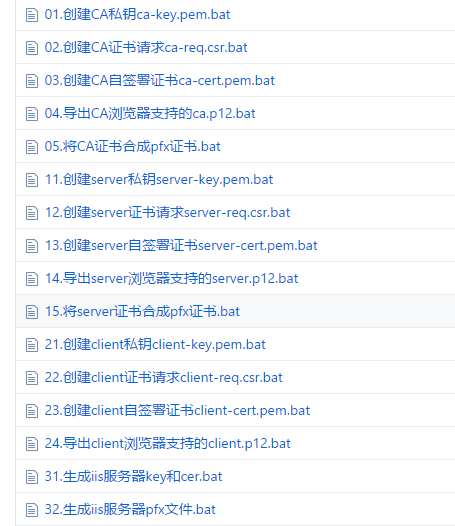 01.创建CA私钥ca-key.pem.bat
02.创建CA证书请求ca-req.csr.bat
03.创建CA自签署证书ca-cert.pem.bat
04.导出CA浏览器支持的ca.p12.bat
05.将CA证书合成pfx证书.bat
11.创建server私钥server-key.pem.bat
12.创建server证书请求server-req.csr.bat
13.创建server自签署证书server-cert.pem.bat
14.导出server浏览器支持的server.p12.bat
15.将server证书合成pfx证书.bat
21.创建client私钥client-key.pem.bat
22.创建client证书请求client-req.csr.bat
23.创建client自签署证书client-cert.pem.bat
24.导出client浏览器支持的client.p12.bat
31.生成iis服务器key和cer.bat
32.生成iis服务器pfx文件.bat